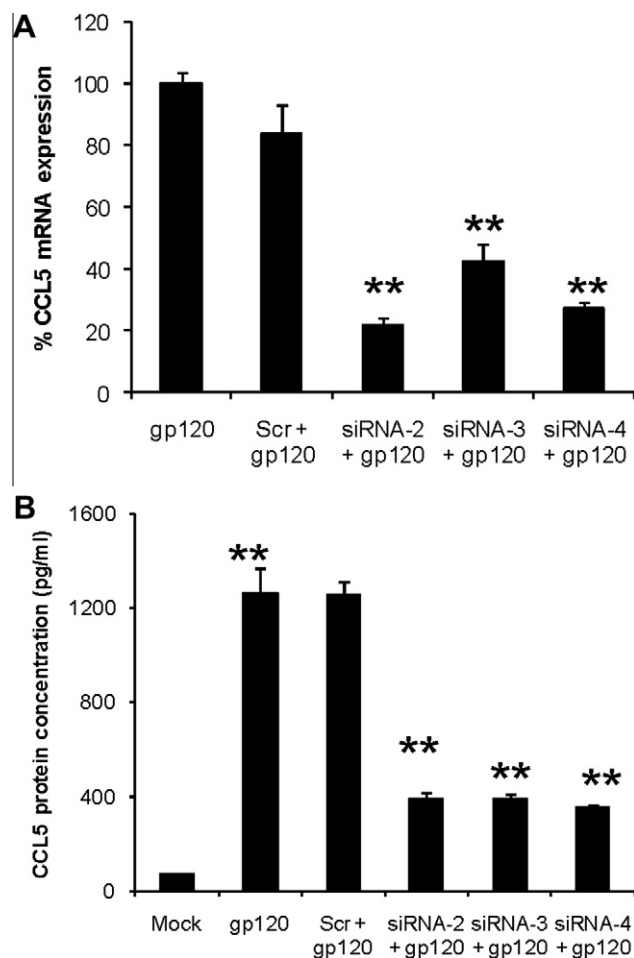 A
% CCL5 mRNA expression
120
100
80
60
40
20
0
**
**
**
gp120
Scr +
gp120
siRNA-2
+ gp120
siRNA-3
+ gp120
siRNA-4
+ gp120
B
CCL5 protein concentration (pg/ml)
1600
1200
800
400
0
**
**
**
**
Mock
gp120
Scr +
gp120
siRNA-2
+ gp120
siRNA-3
+ gp120
siRNA-4
+ gp120